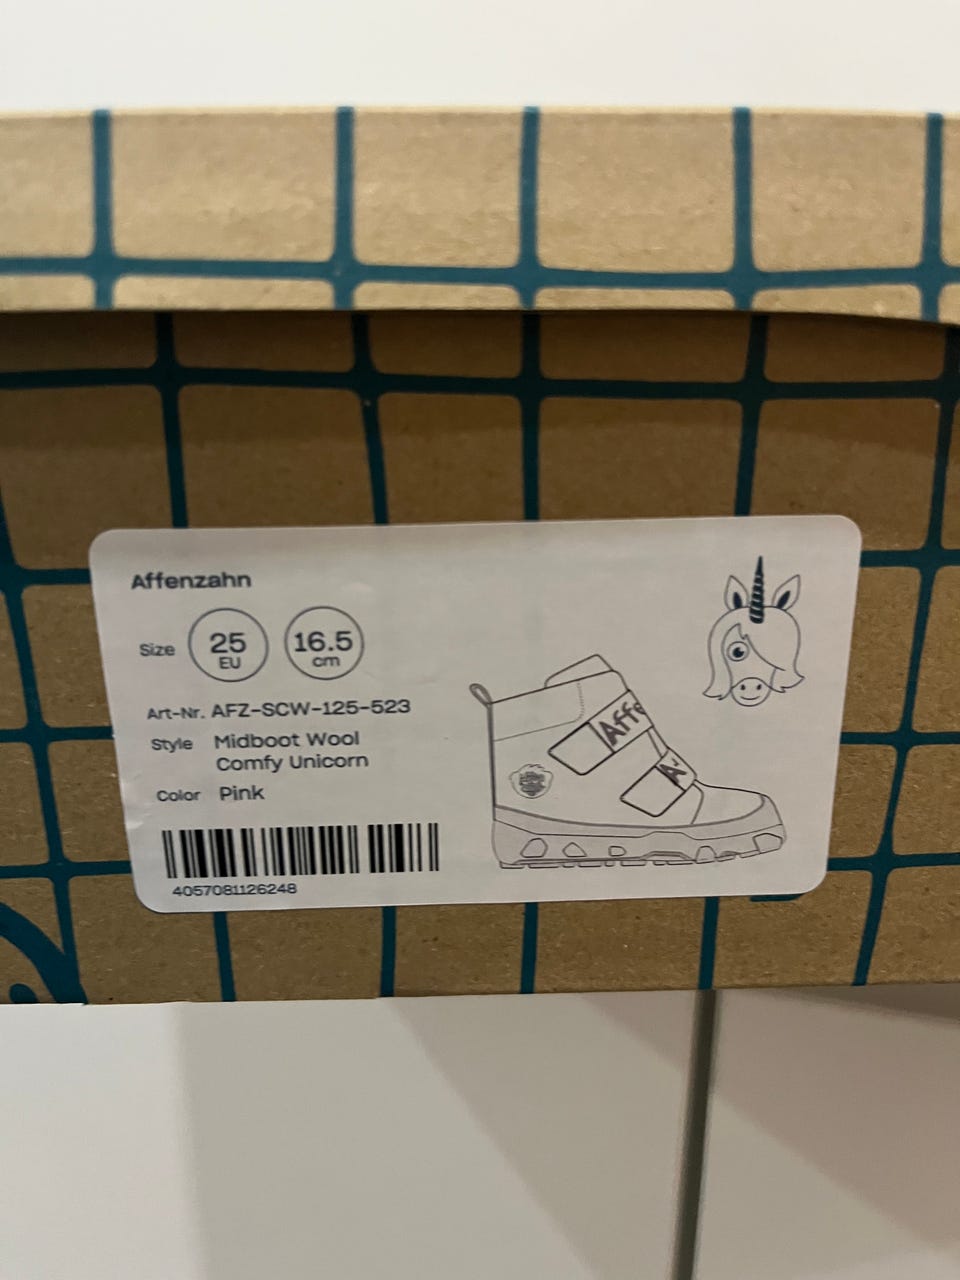 Affenzahn
Size 25 EU 16.5 cm
Art-Nr. AFZ-SCW-125-523
Style Midboot Wool
Comfy Unicorn
Color Pink
4057081126248
Affe
A